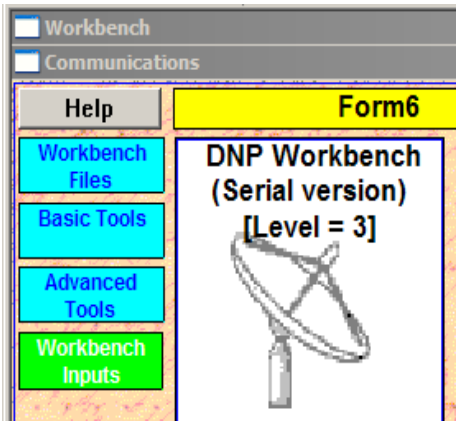 Workbench
Communications
Help
Form6
Workbench
Files
Basic Tools
Advanced
Tools
Workbench
Inputs
DNP Workbench
(Serial version)
[Level = 3]